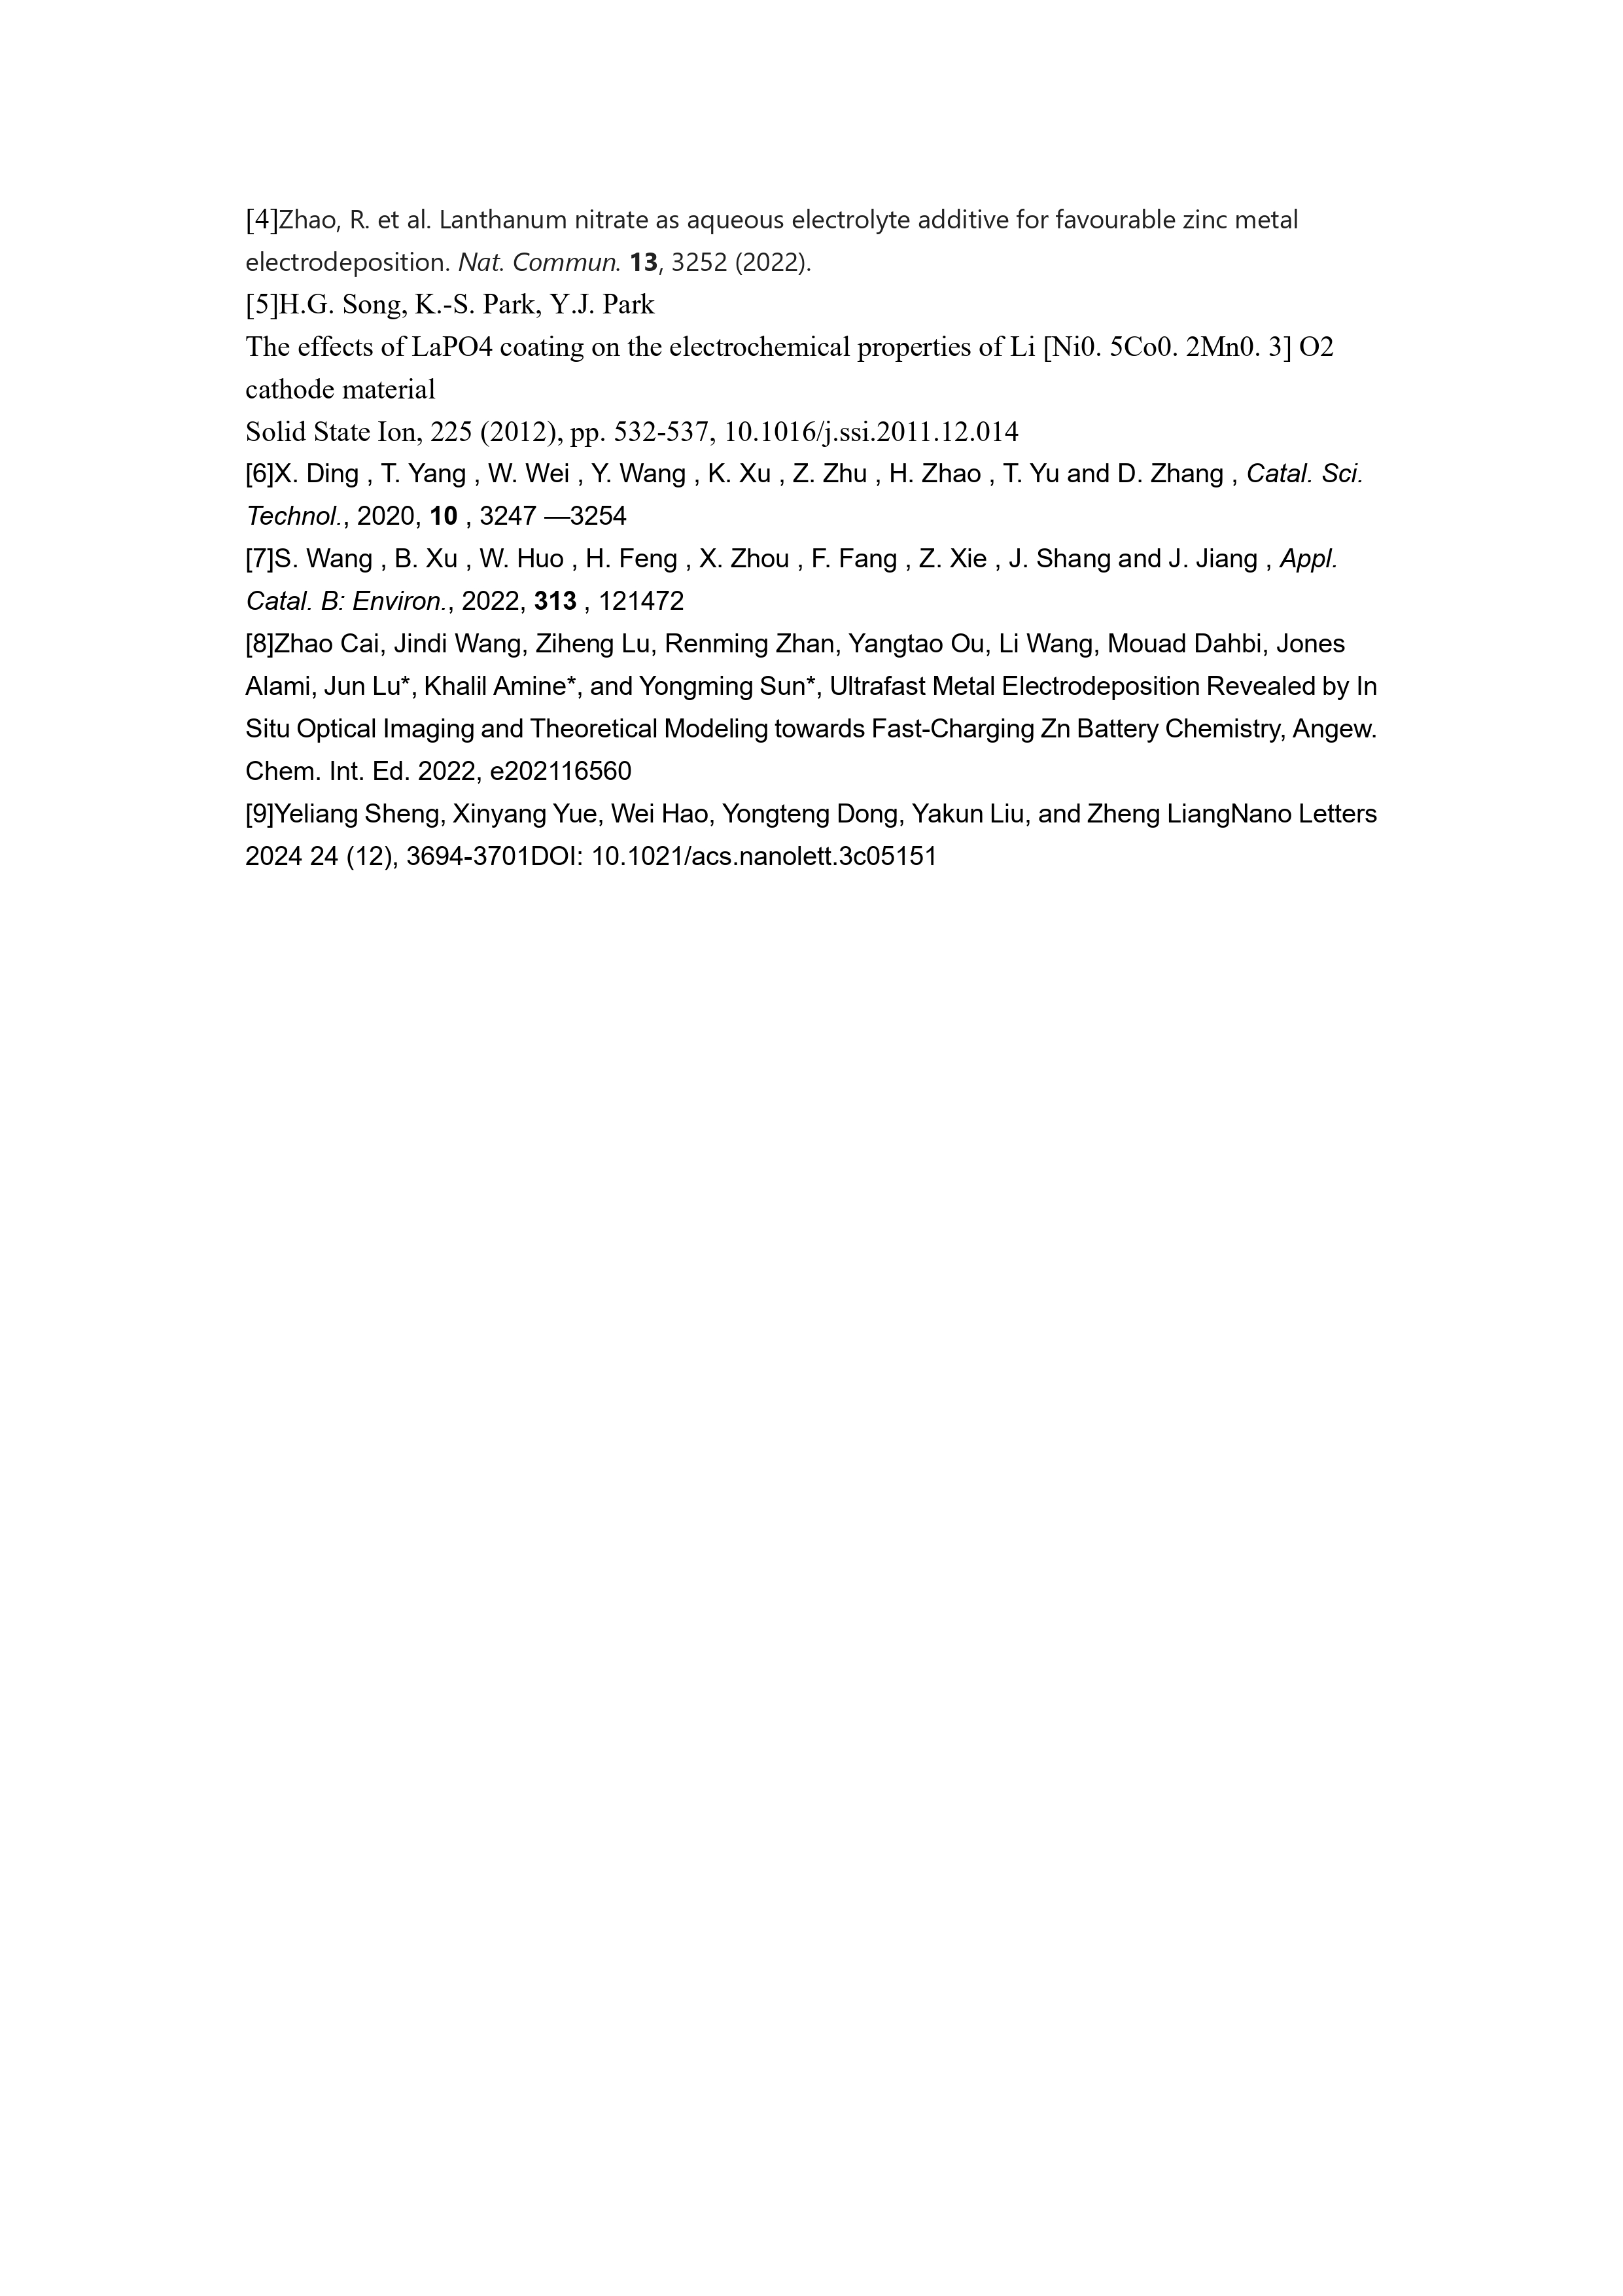 [4]Zhao, R. et al. Lanthanum nitrate as aqueous electrolyte additive for favourable zinc metal
electrodeposition. Nat. Commun. 13, 3252 (2022).
[5]H.G. Song, K.-S. Park, Y.J. Park
The effects of LaPO4 coating on the electrochemical properties of Li [Ni0. 5Co0. 2Mn0. 3] O2
cathode material
Solid State Ion, 225 (2012), pp. 532-537, 10.1016/j.ssi.2011.12.014
[6]X. Ding , T. Yang , W. Wei , Y. Wang , K. Xu , Z. Zhu , H. Zhao , T. Yu and D. Zhang , Catal. Sci.
Technol., 2020, 10 , 3247 —3254
[7]S. Wang , B. Xu , W. Huo , H. Feng , X. Zhou , F. Fang , Z. Xie , J. Shang and J. Jiang , Appl.
Catal. B: Environ., 2022, 313 , 121472
[8]Zhao Cai, Jindi Wang, Ziheng Lu, Renming Zhan, Yangtao Ou, Li Wang, Mouad Dahbi, Jones
Alami, Jun Lu*, Khalil Amine*, and Yongming Sun*, Ultrafast Metal Electrodeposition Revealed by In
Situ Optical Imaging and Theoretical Modeling towards Fast-Charging Zn Battery Chemistry, Angew.
Chem. Int. Ed. 2022, e202116560
[9]Yeliang Sheng, Xinyang Yue, Wei Hao, Yongteng Dong, Yakun Liu, and Zheng LiangNano Letters
2024 24 (12), 3694-3701DOI: 10.1021/acs.nanolett.3c05151